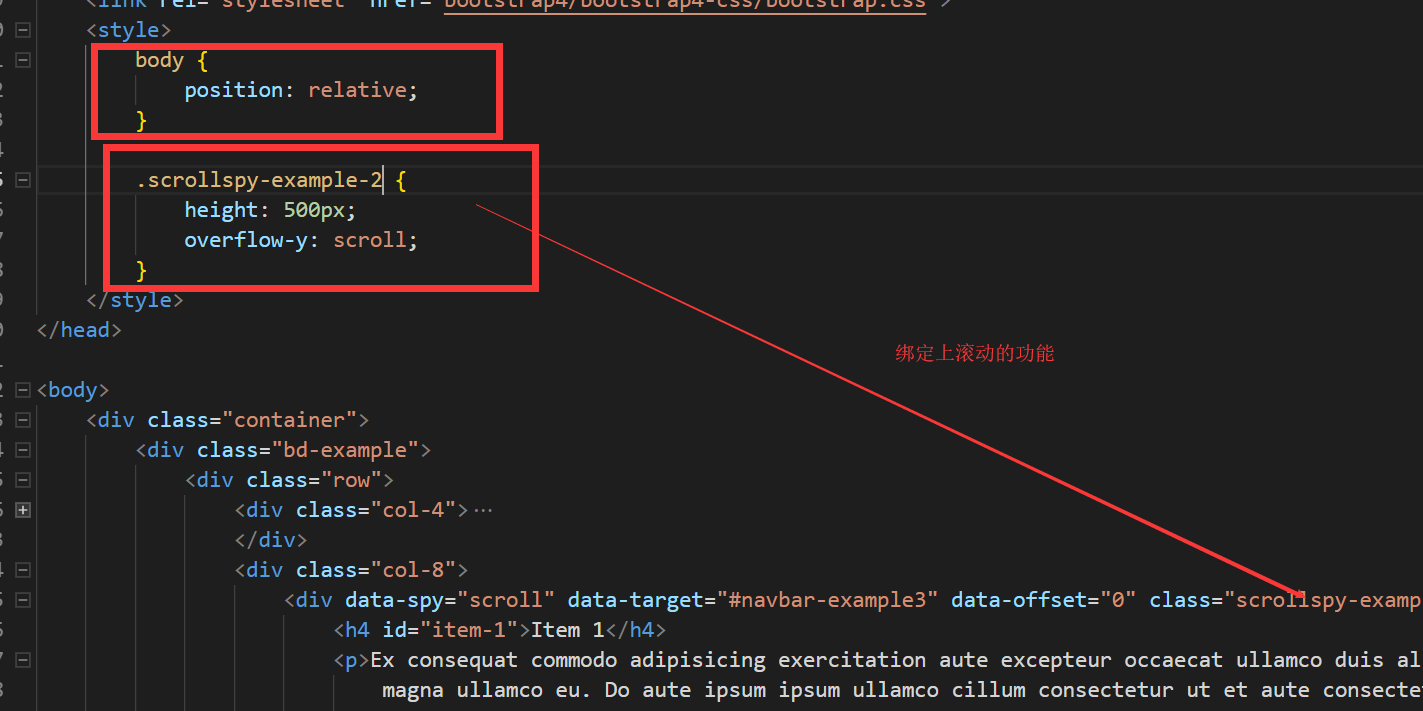 <link rel="stylesheet" href="bootstrap4/bootstrap4-css/bootstrap.css">
<style>
body {
position: relative;
}
.scrollspy-example-2 {
height: 500px;
overflow-y: scroll;
}
</style>
</head>
绑定上滚动的功能
<body>
<div class="container">
<div class="bd-example">
<div class="row">
<div class="col-4">···
</div>
<div class="col-8">
<div data-spy="scroll" data-target="#navbar-example3" data-offset="0" class="scrollspy-examp
<h4 id="item-1">Item 1</h4>
<p>Ex consequat commodo adipisicing exercitation aute excepteur occaecat ullamco duis al
magna ullamco eu. Do aute ipsum ipsum ullamco cillum consectetur ut et aute consectet